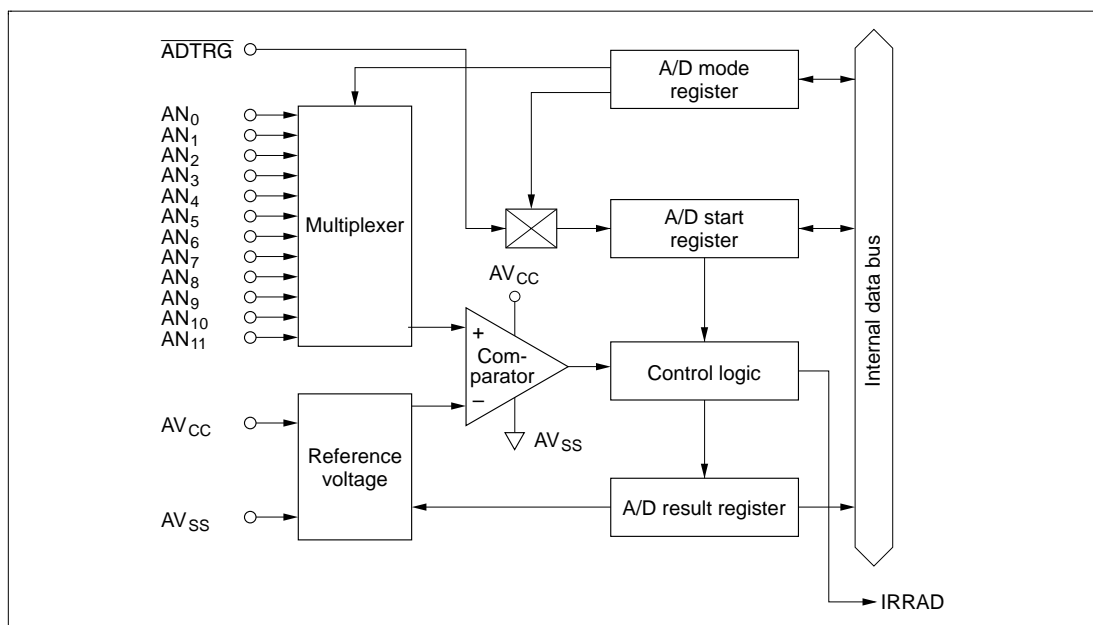 ADTRG
AN0
AN1
AN2
AN3
AN4
AN5
AN6
AN7
AN8
AN9
AN10
AN11
Multiplexer
A/D mode
register
A/D start
register
AVCC
+
Com-
parator
−
AVSS
Control logic
AVCC
AVSS
Reference
voltage
A/D result register
Internal data bus
IRRAD